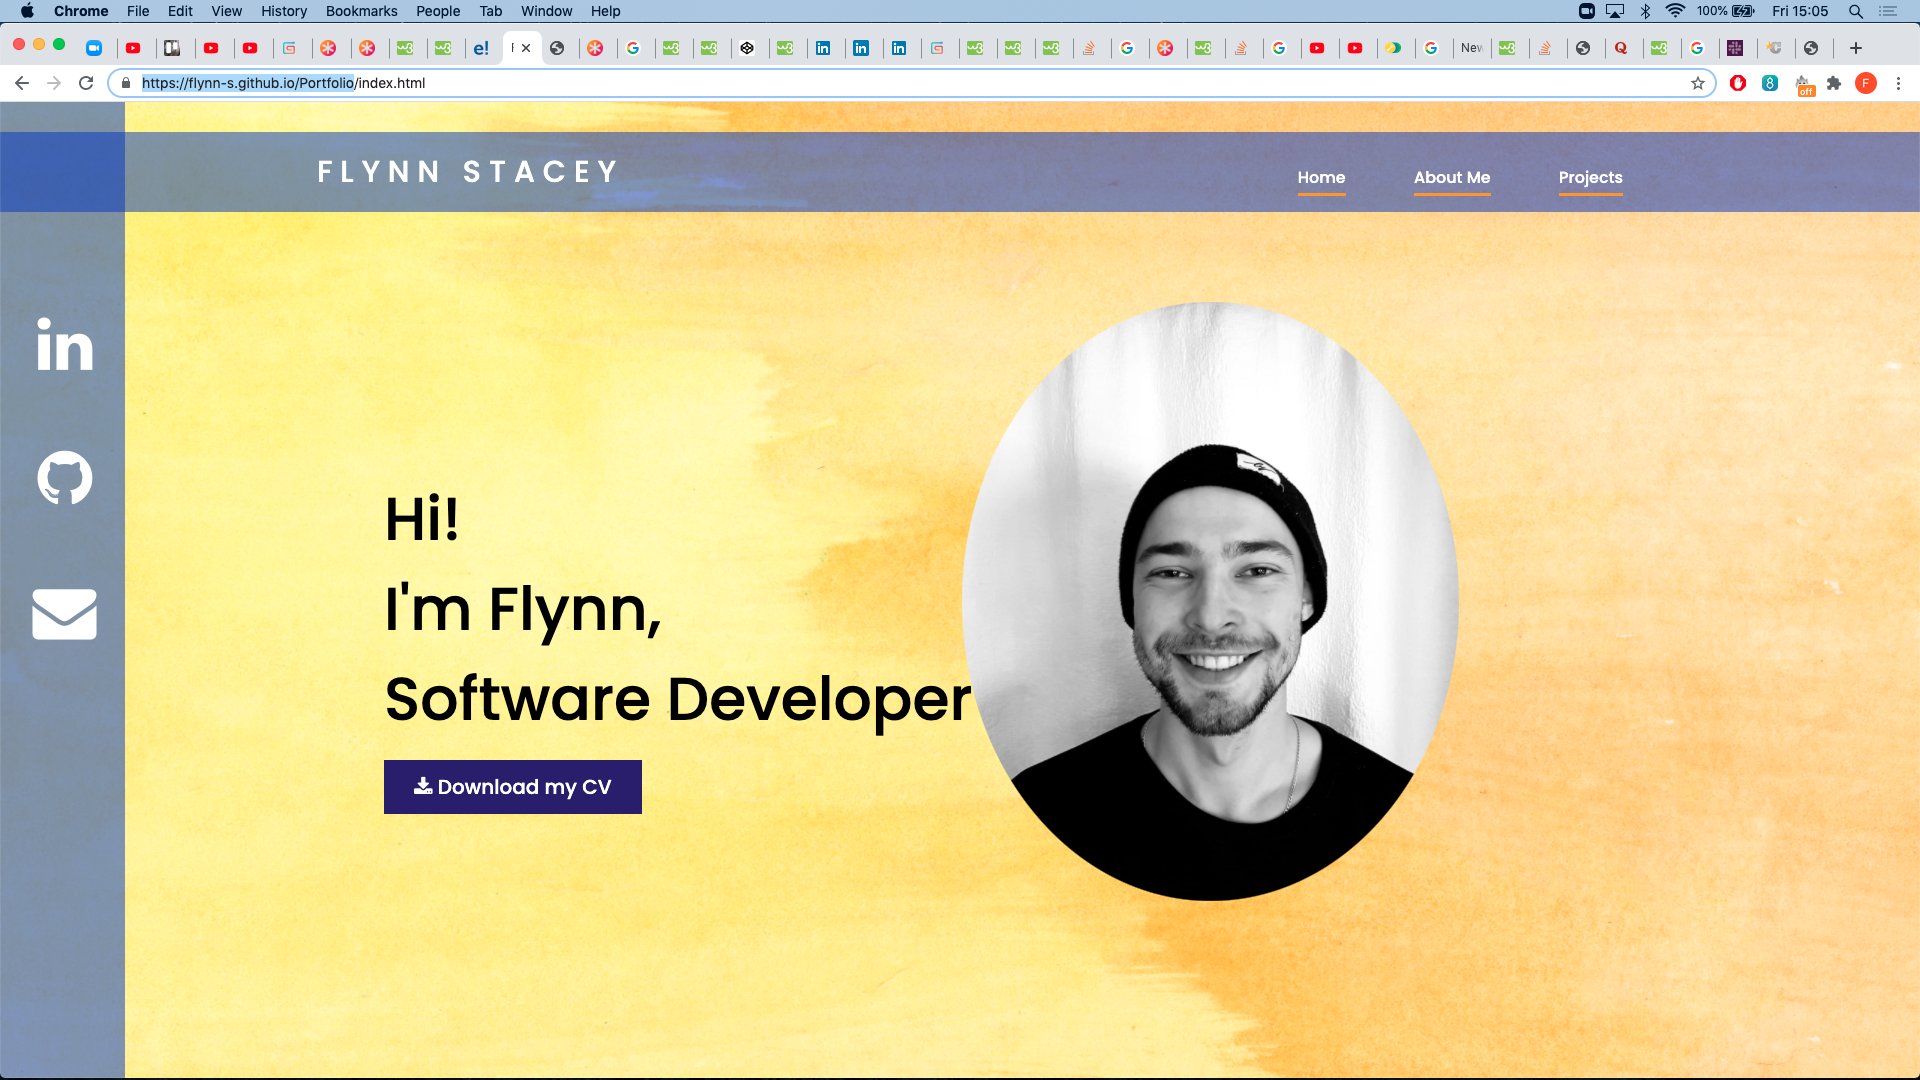 Chrome File Edit View History Bookmarks People Tab Window Help 100% Fri 15:05
e! New
https://flynn-s.github.io/Portfolio/index.html off F
FLYNN STACEY
Home About Me Projects
in
Hi!
I'm Flynn,
Software Developer
Download my CV